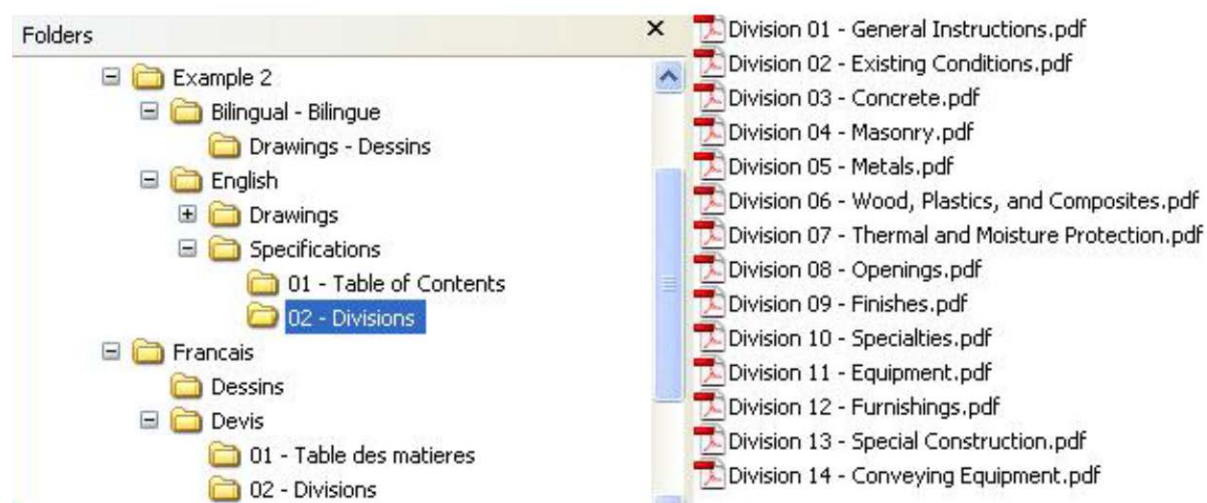 Folders
Example 2
Bilingual - Bilingue
Drawings - Dessins
English
Drawings
Specifications
01 - Table of Contents
02 - Divisions
Francais
Dessins
Devis
01 - Table des matieres
02 - Divisions
Division 01 - General Instructions.pdf
Division 02 - Existing Conditions.pdf
Division 03 - Concrete.pdf
Division 04 - Masonry.pdf
Division 05 - Metals.pdf
Division 06 - Wood, Plastics, and Composites.pdf
Division 07 - Thermal and Moisture Protection.pdf
Division 08 - Openings.pdf
Division 09 - Finishes.pdf
Division 10 - Specialties.pdf
Division 11 - Equipment.pdf
Division 12 - Furnishings.pdf
Division 13 - Special Construction.pdf
Division 14 - Conveying Equipment.pdf